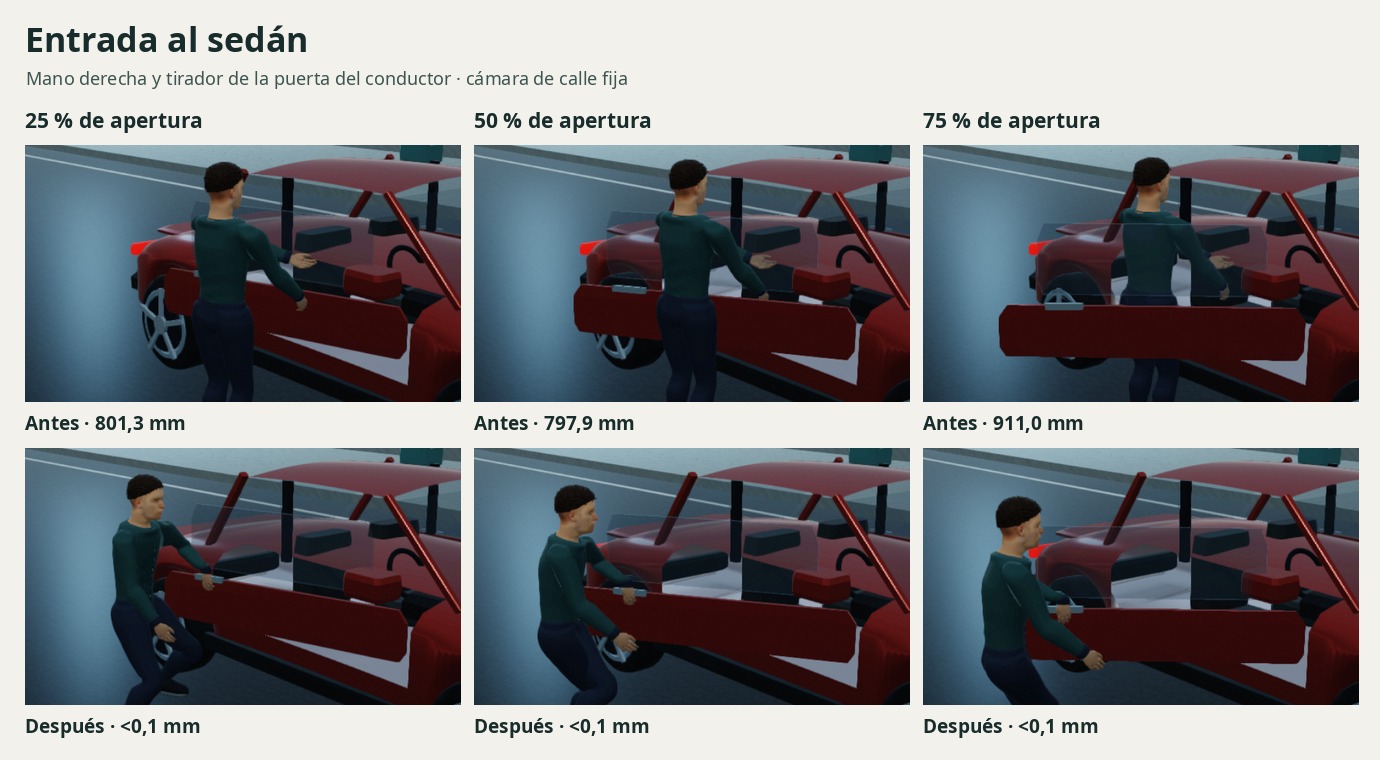 Entrada al sedán
Mano derecha y tirador de la puerta del conductor · cámara de calle fija
25 % de apertura
50 % de apertura
75 % de apertura
Antes · 801,3 mm
Antes · 797,9 mm
Antes · 911,0 mm
Después · <0,1 mm
Después · <0,1 mm
Después · <0,1 mm